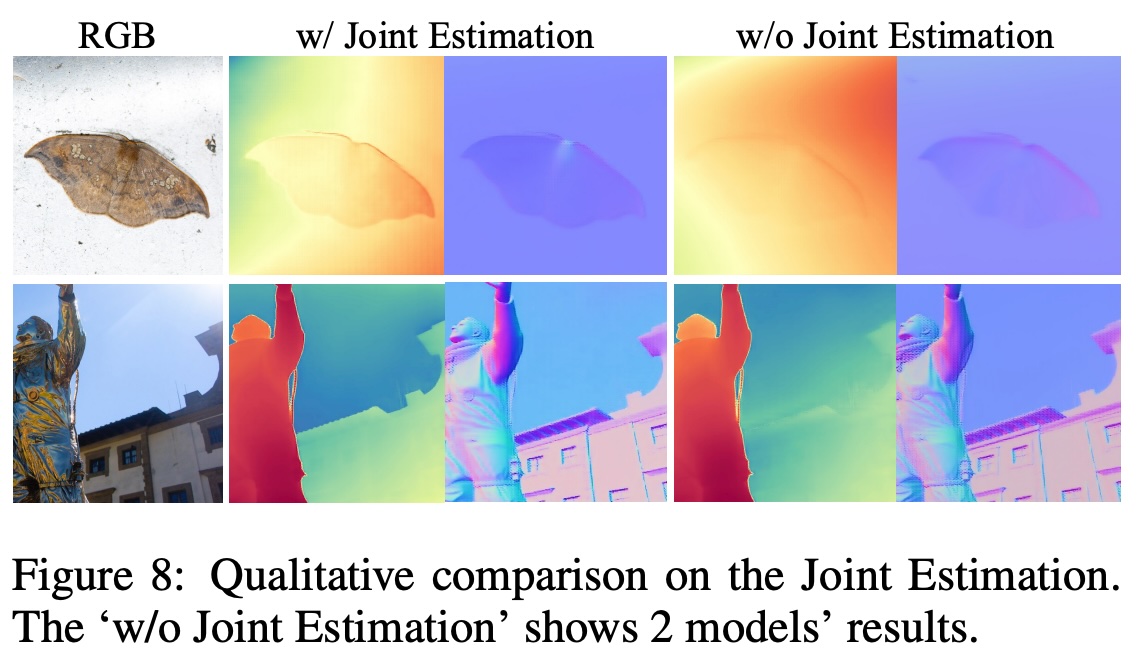 RGB
w/ Joint Estimation
w/o Joint Estimation
Figure 8: Qualitative comparison on the Joint Estimation.
The ‘w/o Joint Estimation’ shows 2 models’ results.